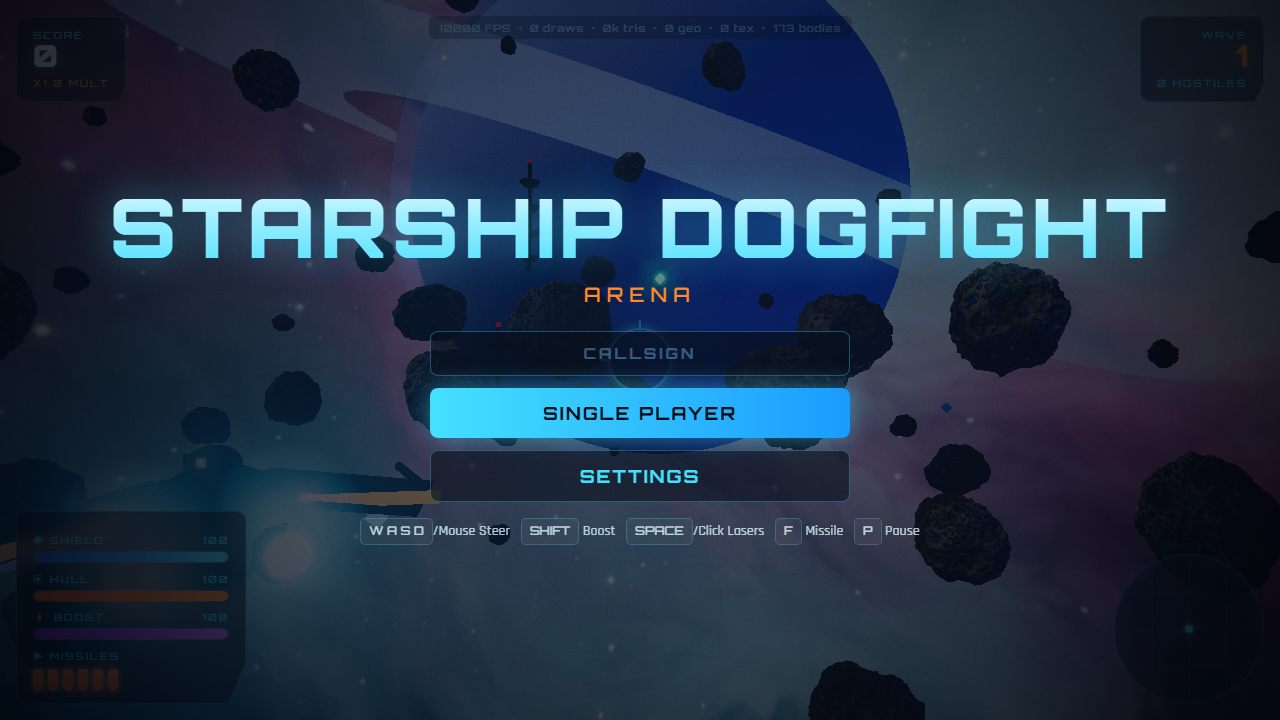 SCORE
0
X1.0 MULT
10000 FPS · 0 draws · 0k tris · 0 geo · 0 tex · 173 bodies
WAVE
1
0 HOSTILES
STARSHIP DOGFIGHT
ARENA
CALLSIGN
SINGLE PLAYER
SETTINGS
W A S D /Mouse Steer SHIFT Boost SPACE /Click Lasers F Missile P Pause
SHIELD 100
HULL 100
BOOST 100
MISSILES